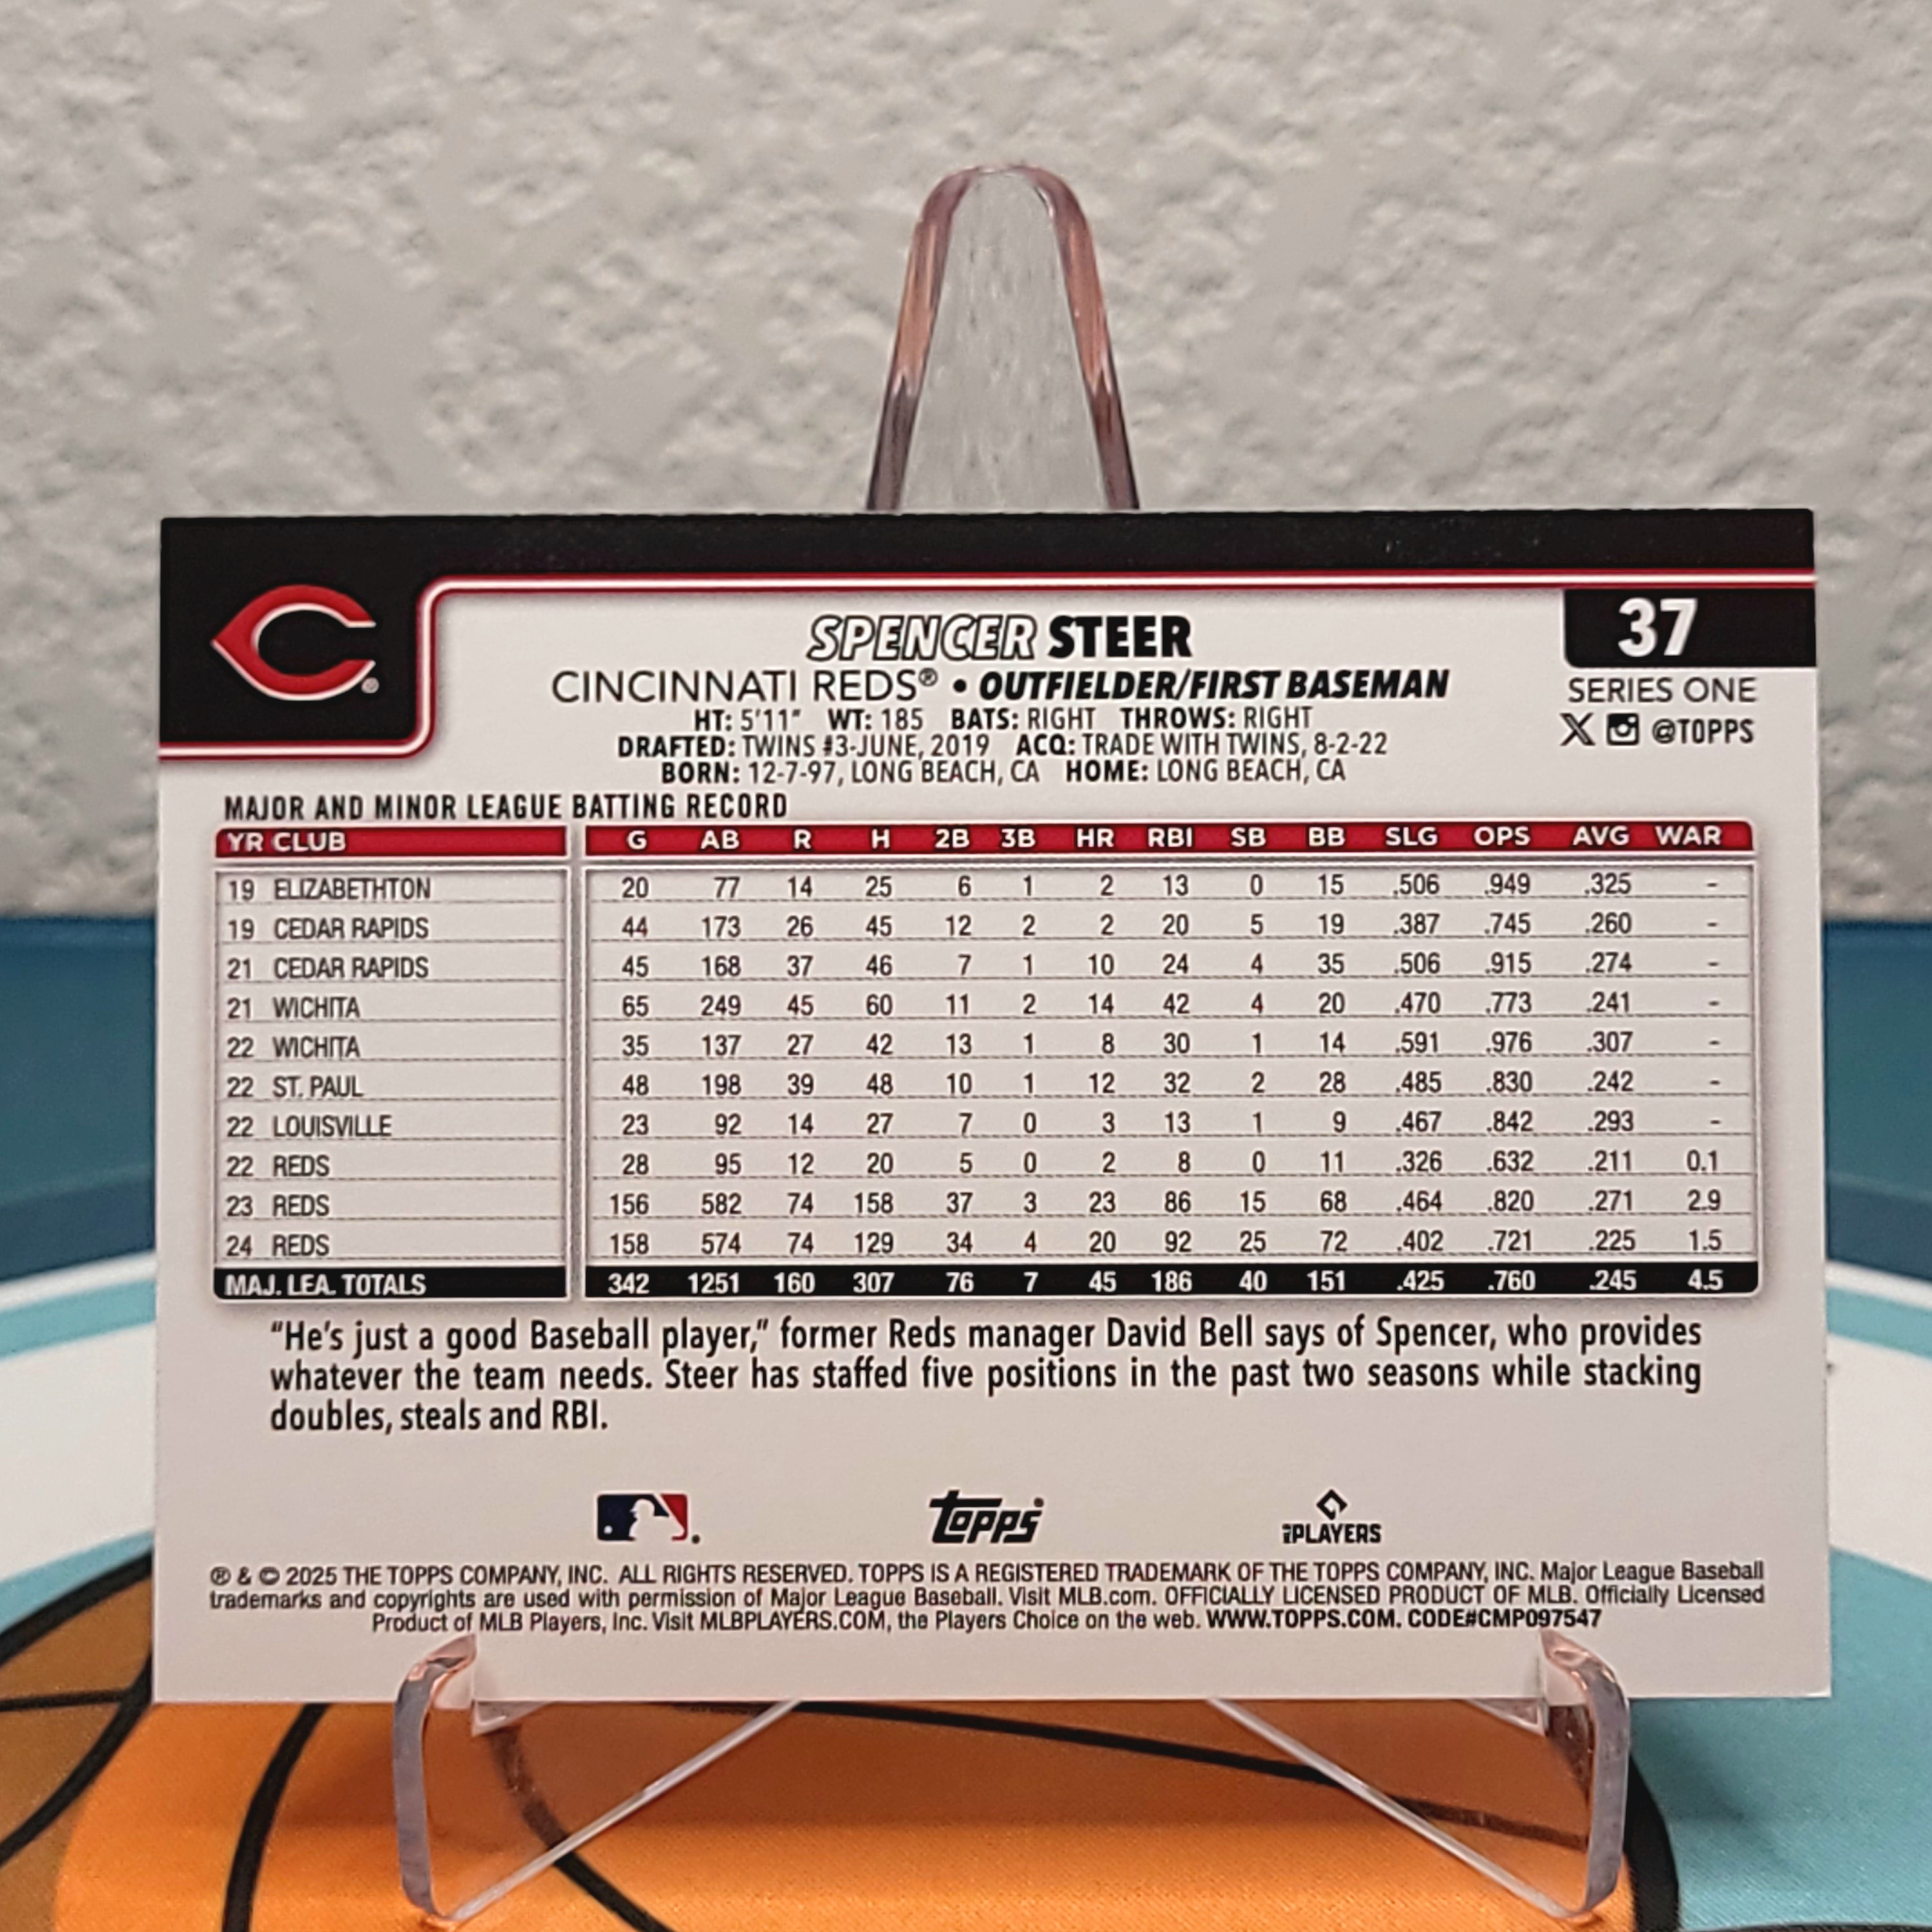 SPENCER STEER
37
CINCINNATI REDS® • OUTFIELDER/FIRST BASEMAN
SERIES ONE
HT: 5'11" WT: 185 BATS: RIGHT THROWS: RIGHT
X @TOPPS
DRAFTED: TWINS #3-JUNE, 2019 ACQ: TRADE WITH TWINS, 8-2-22
BORN: 12-7-97, LONG BEACH, CA HOME: LONG BEACH, CA
MAJOR AND MINOR LEAGUE BATTING RECORD
YR CLUB G AB R H 2B 3B HR RBI SB BB SLG OPS AVG WAR
19 ELIZABETHTON 20 77 14 25 6 1 2 13 0 15 .506 .949 .325 -
19 CEDAR RAPIDS 44 173 26 45 12 2 2 20 5 19 .387 .745 .260 -
21 CEDAR RAPIDS 45 168 37 46 7 1 10 24 4 35 .506 .915 .274 -
21 WICHITA 65 249 45 60 11 2 14 42 4 20 .470 .773 .241 -
22 WICHITA 35 137 27 42 13 1 8 30 1 14 .591 .976 .307 -
22 ST. PAUL 48 198 39 48 10 1 12 32 2 28 .485 .830 .242 -
22 LOUISVILLE 23 92 14 27 7 0 3 13 1 9 .467 .842 .293 -
22 REDS 28 95 12 20 5 0 2 8 0 11 .326 .632 .211 0.1
23 REDS 156 582 74 158 37 3 23 86 15 68 .464 .820 .271 2.9
24 REDS 158 574 74 129 34 4 20 92 25 72 .402 .721 .225 1.5
MAJ. LEA. TOTALS 342 1251 160 307 76 7 45 186 40 151 .425 .760 .245 4.5
"He's just a good Baseball player," former Reds manager David Bell says of Spencer, who provides
whatever the team needs. Steer has staffed five positions in the past two seasons while stacking
doubles, steals and RBI.
Topps
PLAYERS
® & © 2025 THE TOPPS COMPANY, INC. ALL RIGHTS RESERVED. TOPPS IS A REGISTERED TRADEMARK OF THE TOPPS COMPANY, INC. Major League Baseball
trademarks and copyrights are used with permission of Major League Baseball. Visit MLB.com. OFFICIALLY LICENSED PRODUCT OF MLB. Officially Licensed
Product of MLB Players, Inc. Visit MLBPLAYERS.COM, the Players Choice on the web. WWW.TOPPS.COM. CODE#CMP097547